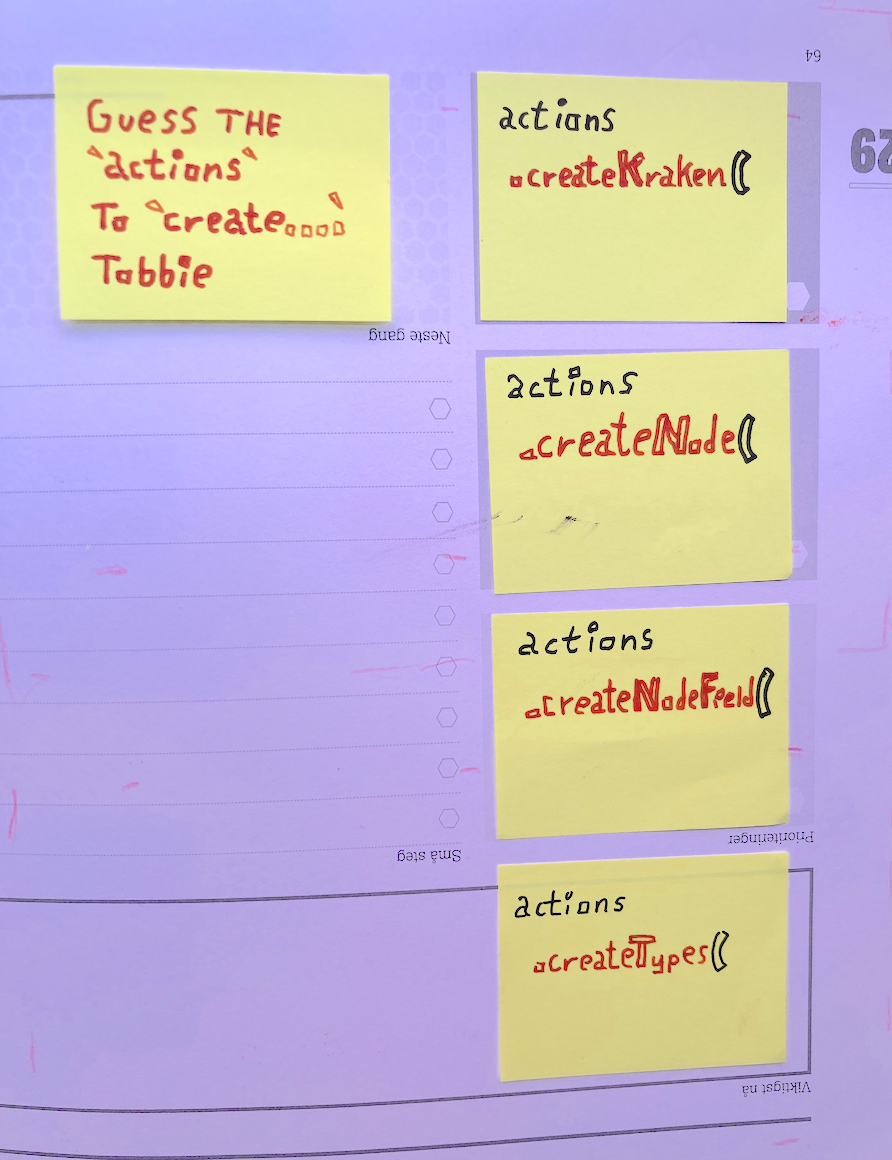 Guess THE
`actions`
To `create....`
Tobbie
actions
.createKraken(
actions
.createNode(
actions
.createNodeFeeld(
actions
.createTypes(
64
29
Neste gang
Små steg
Prioriteringer
Viktigst nå